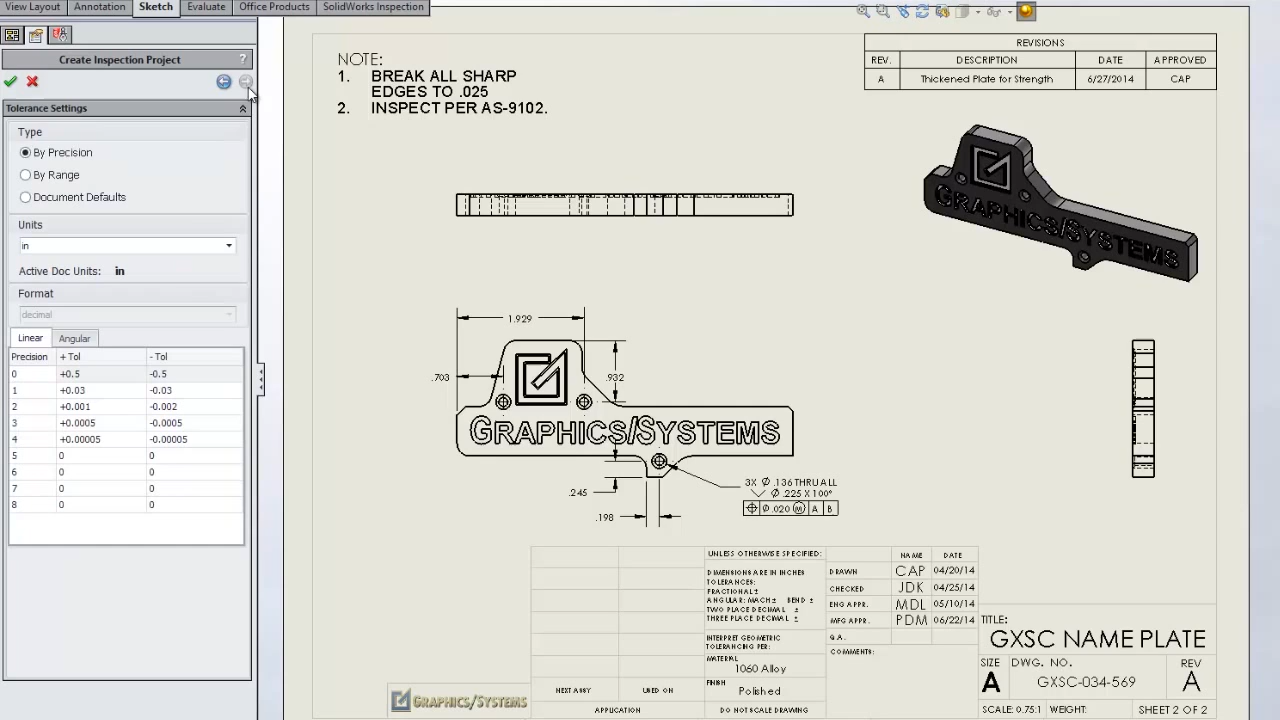 View Layout Annotation Sketch Evaluate Office Products SolidWorks Inspection
Create Inspection Project ?
Tolerance Settings
Type
By Precision
By Range
Document Defaults
Units
in
Active Doc Units: in
Format
decimal
Linear Angular
Precision + Tol - Tol
0 +0.5 -0.5
1 +0.03 -0.03
2 +0.001 -0.002
3 +0.0005 -0.0005
4 +0.00005 -0.00005
5 0 0
6 0 0
7 0 0
8 0 0
NOTE:
1. BREAK ALL SHARP
EDGES TO .025
2. INSPECT PER AS-9102.
REVISIONS
REV. DESCRIPTION DATE APPROVED
A Thickened Plate for Strength 6/27/2014 CAP
GRAPHICS/SYSTEMS
1.929
.703
.932
GRAPHICS/SYSTEMS
.245
.198
3X Ø .136 THRU ALL
Ø .225 X 100°
Ø .020 Ⓜ A B
UNLESS OTHERWISE SPECIFIED:
DIMENSIONS ARE IN INCHES
TOLERANCES:
FRACTIONAL ±
ANGULAR: MACH ± BEND ±
TWO PLACE DECIMAL ±
THREE PLACE DECIMAL ±
INTERPRET GEOMETRIC
TOLERANCING PER:
MATERIAL
1060 Alloy
FINISH
Polished
DO NOT SCALE DRAWING
NEXT ASSY USED ON
APPLICATION
GRAPHICS/SYSTEMS
NAME DATE
DRAWN CAP 04/20/14
CHECKED JDK 04/25/14
ENG APPR. MDL 05/10/14
MFG APPR. PDM 06/22/14
Q.A.
COMMENTS:
TITLE:
GXSC NAME PLATE
SIZE DWG. NO. REV
A GXSC-034-569 A
SCALE: 0.75:1 WEIGHT: SHEET 2 OF 2